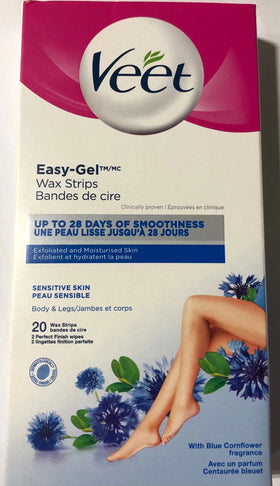 Veet
Easy-Gel™/MC
Wax Strips
Bandes de cire
Clinically proven | Éprouvées en clinique
UP TO 28 DAYS OF SMOOTHNESS
UNE PEAU LISSE JUSQU'À 28 JOURS
Exfoliated and Moisturised Skin
Exfolient et hydratent la peau
SENSITIVE SKIN
PEAU SENSIBLE
Body & Legs/Jambes et corps
20 Wax Strips
bandes de cire
2 Perfect Finish wipes
2 lingettes finition parfaite
With Blue Cornflower
fragrance
Avec un parfum
Centaurée bleuet